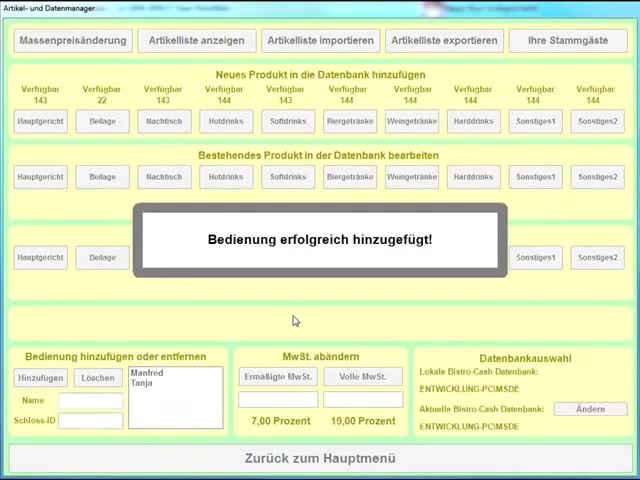 Artikel- und Datenmanager
Massenpreisänderung Artikelliste anzeigen Artikelliste importieren Artikelliste exportieren Ihre Stammgäste
Neues Produkt in die Datenbank hinzufügen
Verfügbar Verfügbar Verfügbar Verfügbar Verfügbar Verfügbar Verfügbar Verfügbar Verfügbar Verfügbar
143 22 143 144 143 144 144 144 144 144
Hauptgericht Beilage Nachtisch Hotdrinks Softdrinks Biergetränke Weingetränke Harddrinks Sonstiges1 Sonstiges2
Bestehendes Produkt in der Datenbank bearbeiten
Hauptgericht Beilage Nachtisch Hotdrinks Softdrinks Biergetränke Weingetränke Harddrinks Sonstiges1 Sonstiges2
Bedienung erfolgreich hinzugefügt!
Hauptgericht Beilage Sonstiges1 Sonstiges2
Bedienung hinzufügen oder entfernen
Hinzufügen Löschen
Name
Schloss-ID
Manfred
Tanja
MwSt. abändern
Ermäßigte MwSt. Volle MwSt.
7,00 Prozent 19,00 Prozent
Datenbankauswahl
Lokale Bistro-Cash Datenbank:
ENTWICKLUNG-PC\MSDE
Aktuelle Bistro-Cash Datenbank: Ändern
ENTWICKLUNG-PC\MSDE
Zurück zum Hauptmenü